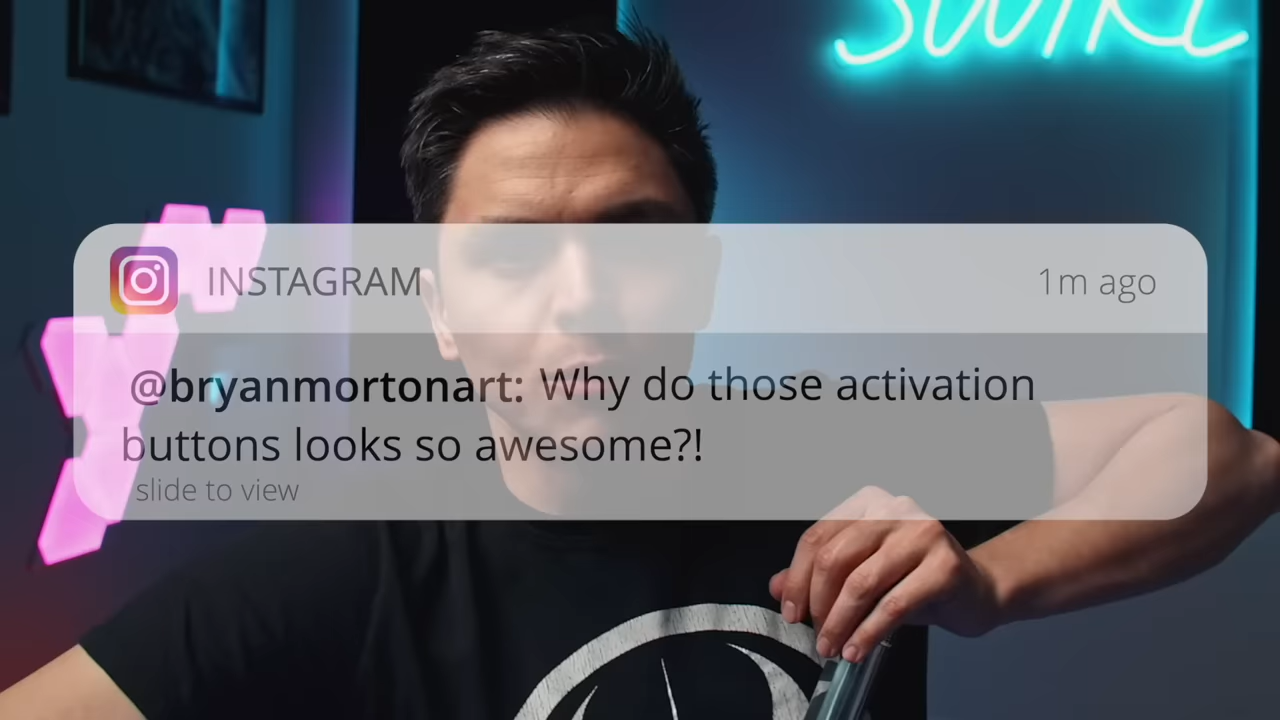 INSTAGRAM
1m ago
@bryanmortonart: Why do those activation
buttons looks so awesome?!
slide to view